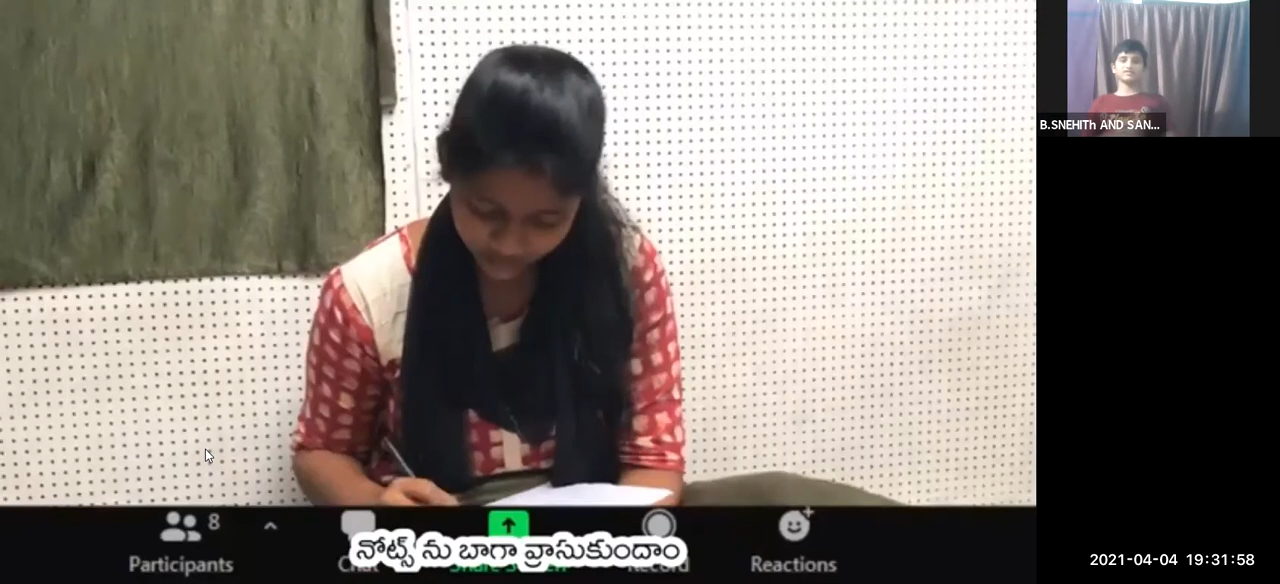 B.SNEHITh AND SAN...
8
Participants
నోట్స్ ను బాగా వ్రాసుకుందాం
Reactions
2021-04-04 19:31:58